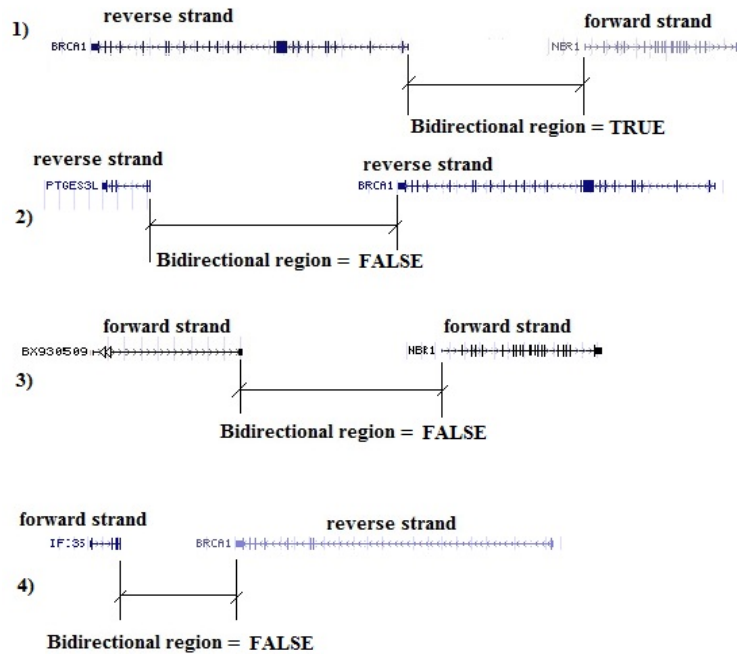 1)
reverse strand
forward strand
BRCA1
NBR1
Bidirectional region = TRUE
2)
reverse strand
reverse strand
PTGES3L
BRCA1
Bidirectional region = FALSE
3)
forward strand
forward strand
BX930509
NBR1
Bidirectional region = FALSE
4)
forward strand
reverse strand
IFI35
BRCA1
Bidirectional region = FALSE